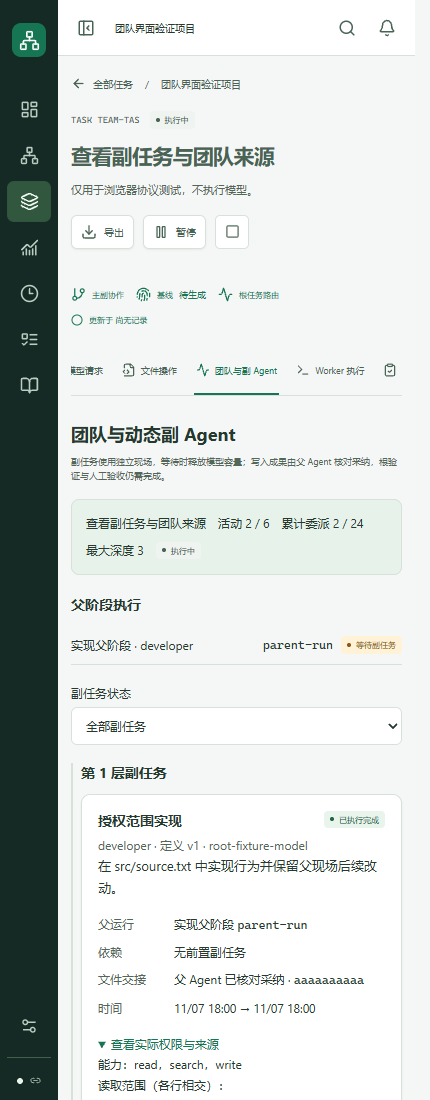 团队界面验证项目
全部任务 / 团队界面验证项目
TASK TEAM-TAS 执行中
查看副任务与团队来源
仅用于浏览器协议测试，不执行模型。
导出 暂停
主副协作 基线 待生成 根任务路由
更新于 尚无记录
模型请求 文件操作 团队与副 Agent Worker 执行
团队与动态副 Agent
副任务使用独立现场，等待时释放模型容量；写入成果由父 Agent 核对采纳，根验
证与人工验收仍需完成。
查看副任务与团队来源 活动 2 / 6 累计委派 2 / 24
最大深度 3 执行中
父阶段执行
实现父阶段 · developer parent-run 等待副任务
副任务状态
全部副任务
第 1 层副任务
授权范围实现 已执行完成
developer · 定义 v1 · root-fixture-model
在 src/source.txt 中实现行为并保留父现场后续改
动。
父运行 实现父阶段 parent-run
依赖 无前置副任务
文件交接 父 Agent 已核对采纳 · aaaaaaaaaa
时间 11/07 18:00 → 11/07 18:00
▼ 查看实际权限与来源
能力：read，search，write
读取范围（各行相交）：